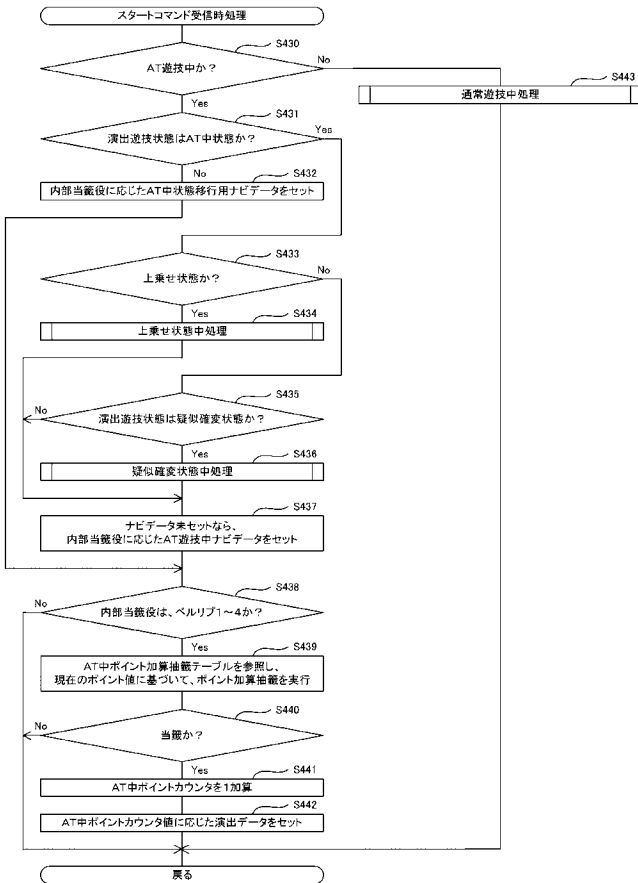 スタートコマンド受信時処理
S430
AT遊技中か？
No
Yes
S443
通常遊技中処理
S431
演出遊技状態はAT中状態か？
Yes
No
S432
内部当籤役に応じたAT中状態移行用ナビデータをセット
S433
上乗せ状態か？
No
Yes
S434
上乗せ状態中処理
S435
No
演出遊技状態は疑似確変状態か？
Yes
S436
疑似確変状態中処理
S437
ナビデータ未セットなら、
内部当籤役に応じたAT遊技中ナビデータをセット
S438
No
内部当籤役は、ベルリプ1～4か？
Yes
S439
AT中ポイント加算抽籤テーブルを参照し、
現在のポイント値に基づいて、ポイント加算抽籤を実行
S440
No
当籤か？
Yes
S441
AT中ポイントカウンタを1加算
S442
AT中ポイントカウンタ値に応じた演出データをセット
戻る